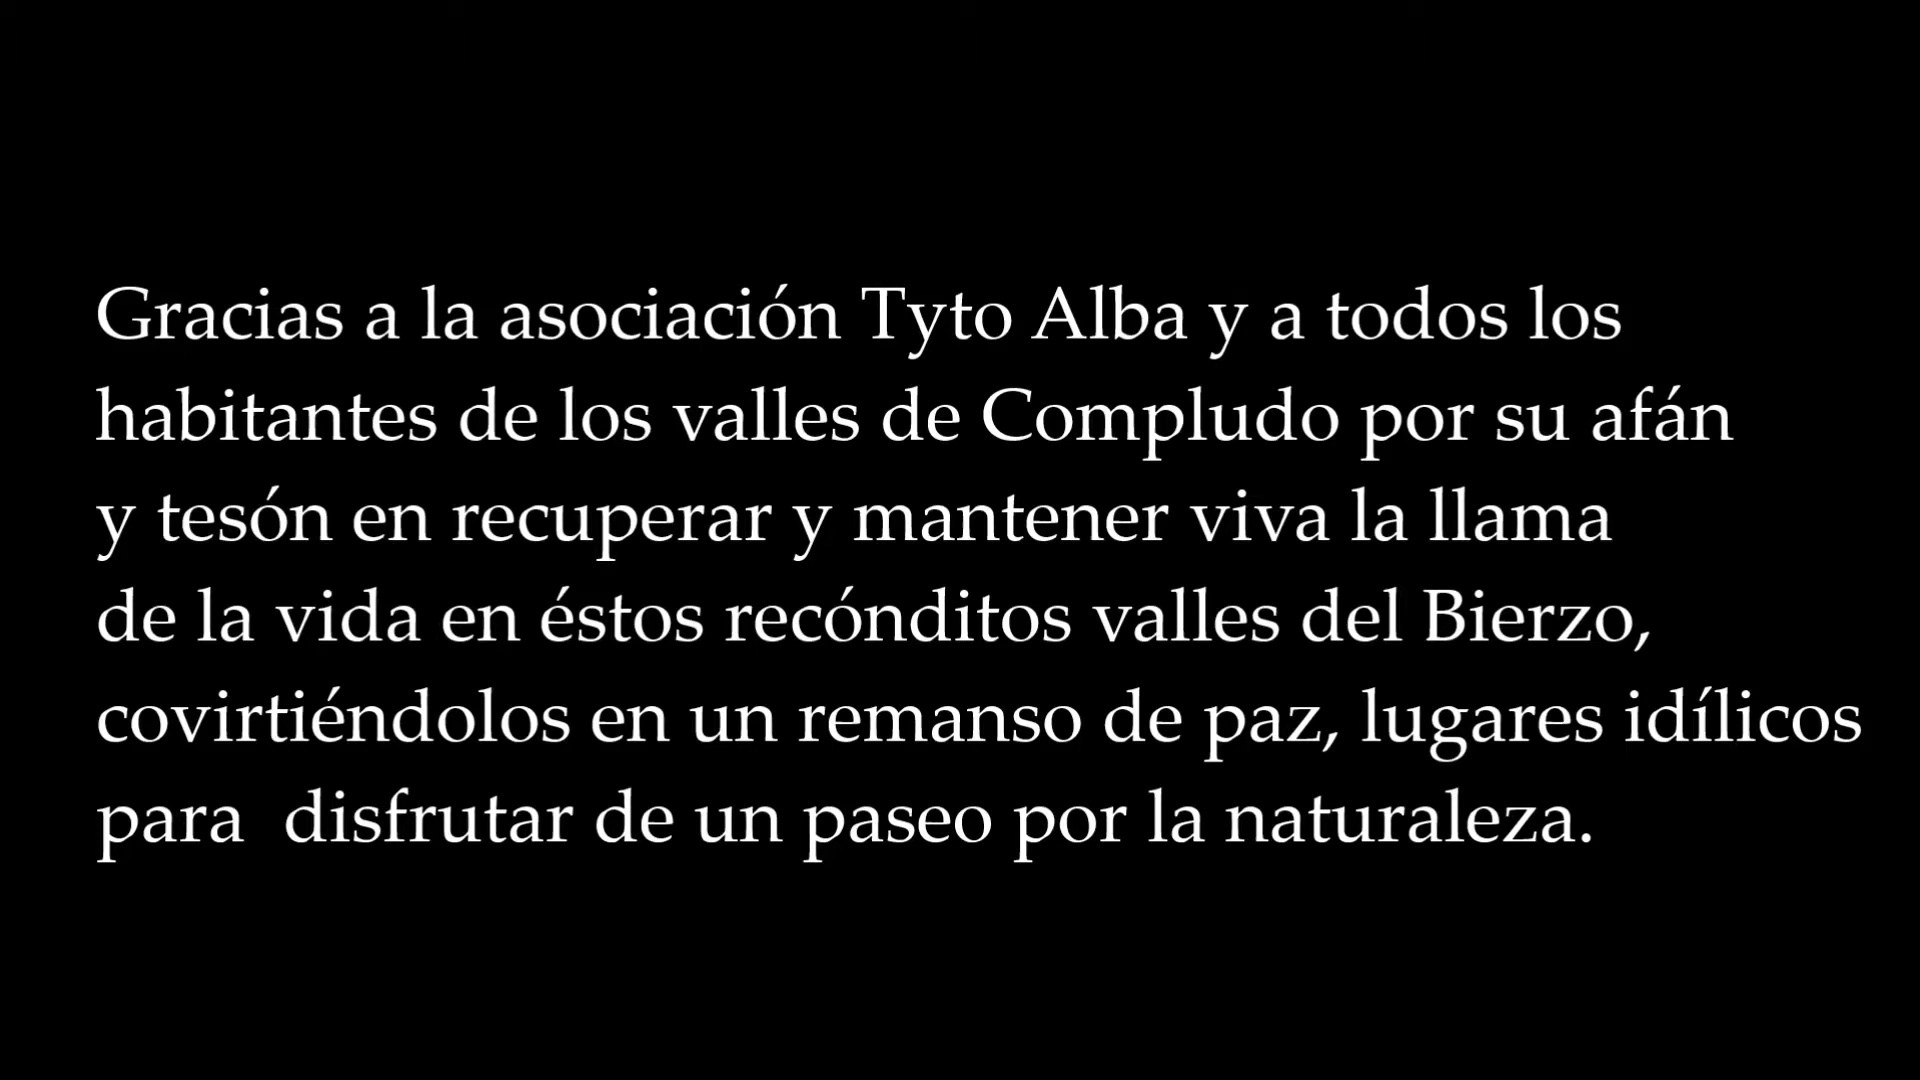 Gracias a la asociación Tyto Alba y a todos los
habitantes de los valles de Compludo por su afán
y tesón en recuperar y mantener viva la llama
de la vida en éstos recónditos valles del Bierzo,
covirtiéndolos en un remanso de paz, lugares idílicos
para  disfrutar de un paseo por la naturaleza.